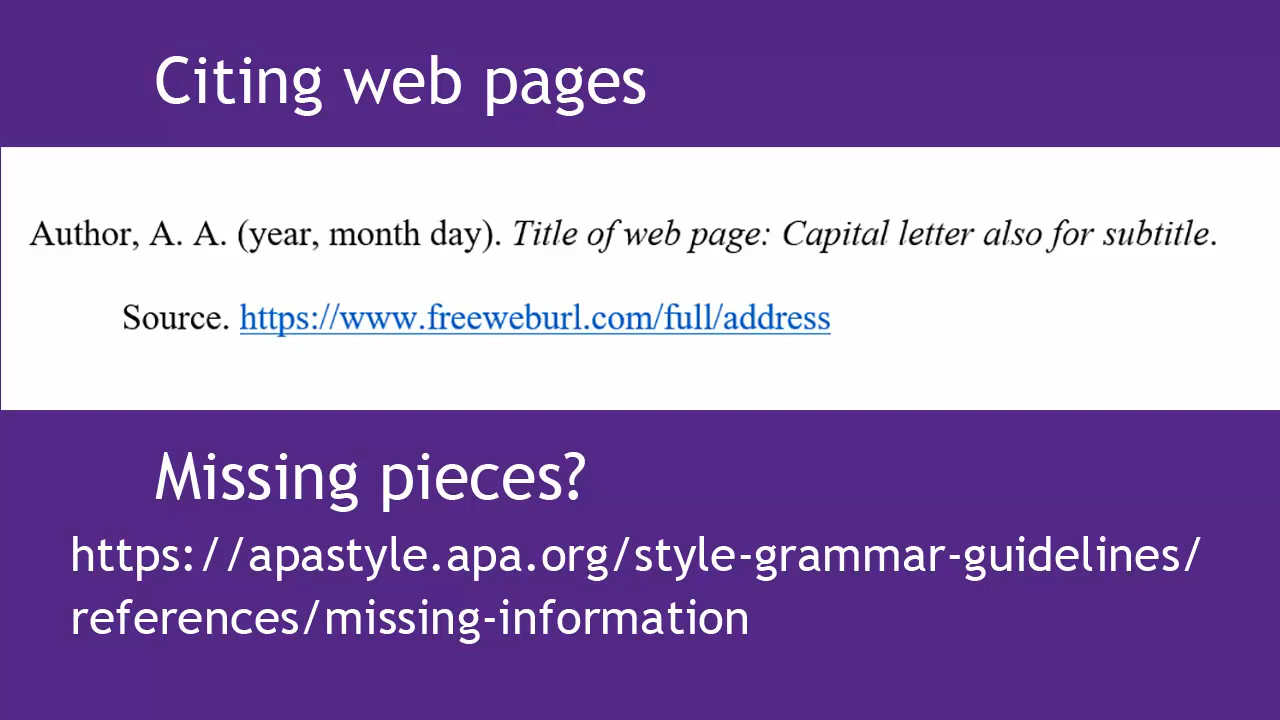 Citing web pages
Author, A. A. (year, month day). Title of web page: Capital letter also for subtitle.
Source. https://www.freeweburl.com/full/address
Missing pieces?
https://apastyle.apa.org/style-grammar-guidelines/
references/missing-information